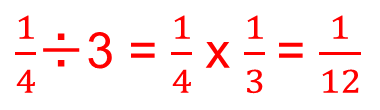 1/4 ÷ 3 = 1/4 x 1/3 = 1/12